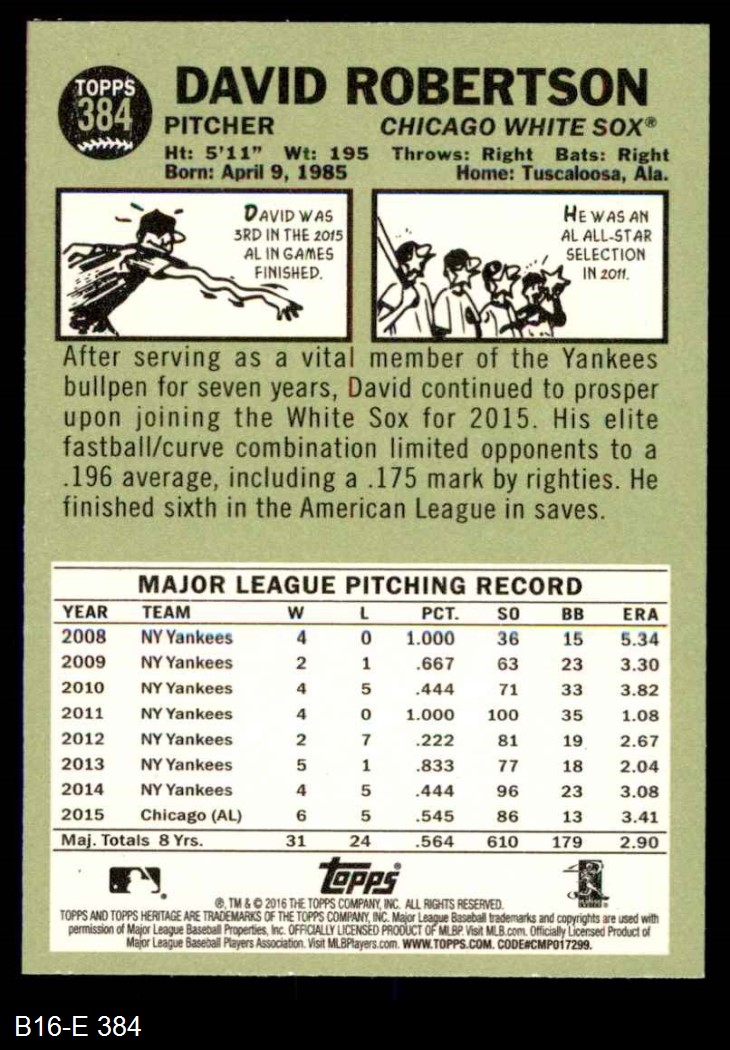 TOPPS
384
DAVID ROBERTSON
PITCHER CHICAGO WHITE SOX®
Ht: 5'11" Wt: 195 Throws: Right Bats: Right
Born: April 9, 1985 Home: Tuscaloosa, Ala.
DAVID WAS
3RD IN THE 2015
AL IN GAMES
FINISHED.
HE WAS AN
AL ALL-STAR
SELECTION
IN 2011.
After serving as a vital member of the Yankees
bullpen for seven years, David continued to prosper
upon joining the White Sox for 2015. His elite
fastball/curve combination limited opponents to a
.196 average, including a .175 mark by righties. He
finished sixth in the American League in saves.
MAJOR LEAGUE PITCHING RECORD
YEAR TEAM W L PCT. SO BB ERA
2008 NY Yankees 4 0 1.000 36 15 5.34
2009 NY Yankees 2 1 .667 63 23 3.30
2010 NY Yankees 4 5 .444 71 33 3.82
2011 NY Yankees 4 0 1.000 100 35 1.08
2012 NY Yankees 2 7 .222 81 19 2.67
2013 NY Yankees 5 1 .833 77 18 2.04
2014 NY Yankees 4 5 .444 96 23 3.08
2015 Chicago (AL) 6 5 .545 86 13 3.41
Maj. Totals 8 Yrs. 31 24 .564 610 179 2.90
topps
®, TM & © 2016 THE TOPPS COMPANY, INC. ALL RIGHTS RESERVED.
TOPPS AND TOPPS HERITAGE ARE TRADEMARKS OF THE TOPPS COMPANY, INC. Major League Baseball trademarks and copyrights are used with
permission of Major League Baseball Properties, Inc. OFFICIALLY LICENSED PRODUCT OF MLBP. Visit MLB.com. Officially Licensed Product of
Major League Baseball Players Association. Visit MLBPlayers.com. WWW.TOPPS.COM. CODE#CMP017299.
B16-E 384